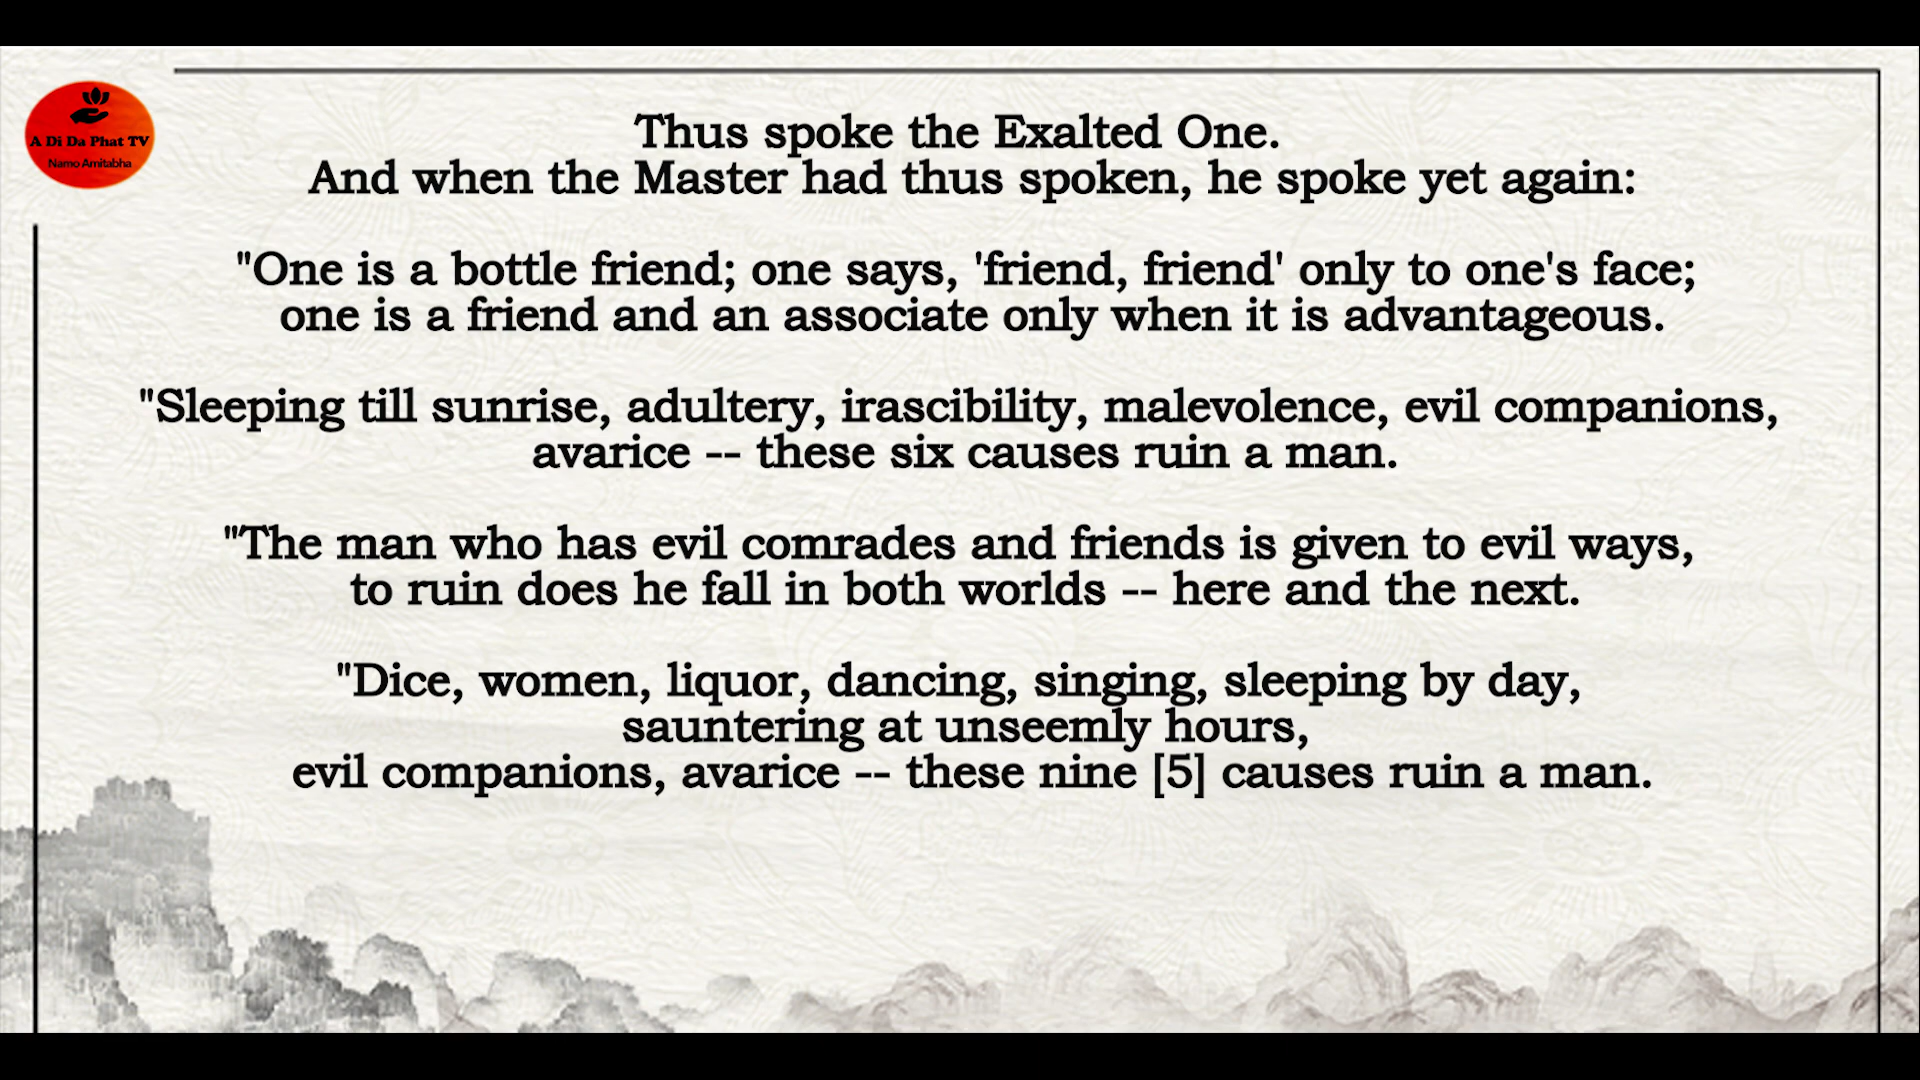 A Di Da Phat TV
Namo Amitabha
Thus spoke the Exalted One.
And when the Master had thus spoken, he spoke yet again:
"One is a bottle friend; one says, 'friend, friend' only to one's face;
one is a friend and an associate only when it is advantageous.
"Sleeping till sunrise, adultery, irascibility, malevolence, evil companions,
avarice -- these six causes ruin a man.
"The man who has evil comrades and friends is given to evil ways,
to ruin does he fall in both worlds -- here and the next.
"Dice, women, liquor, dancing, singing, sleeping by day,
sauntering at unseemly hours,
evil companions, avarice -- these nine [5] causes ruin a man.